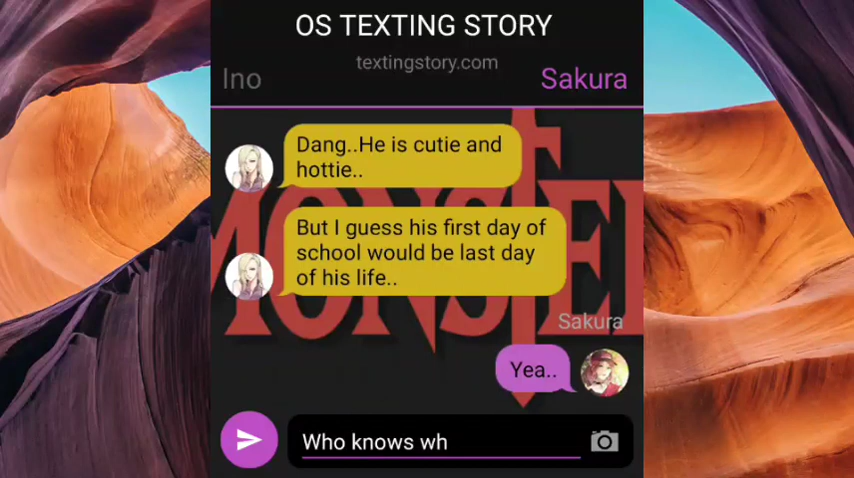 OS TEXTING STORY
textingstory.com
Ino
Sakura
Dang..He is cutie and
hottie..
But I guess his first day of
school would be last day
of his life..
MONSTER
Sakura
Yea..
Who knows wh